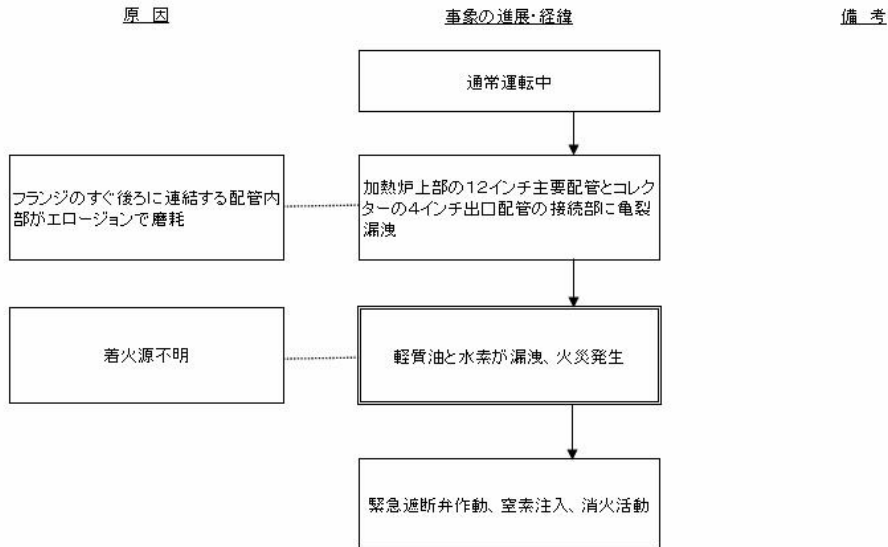 原 因
事象の進展・経緯
備 考
通常運転中
フランジのすぐ後ろに連結する配管内
部がエロージョンで磨耗
加熱炉上部の12インチ主要配管とコレク
ターの4インチ出口配管の接続部に亀裂
漏洩
着火源不明
軽質油と水素が漏洩、火災発生
緊急遮断弁作動、窒素注入、消火活動